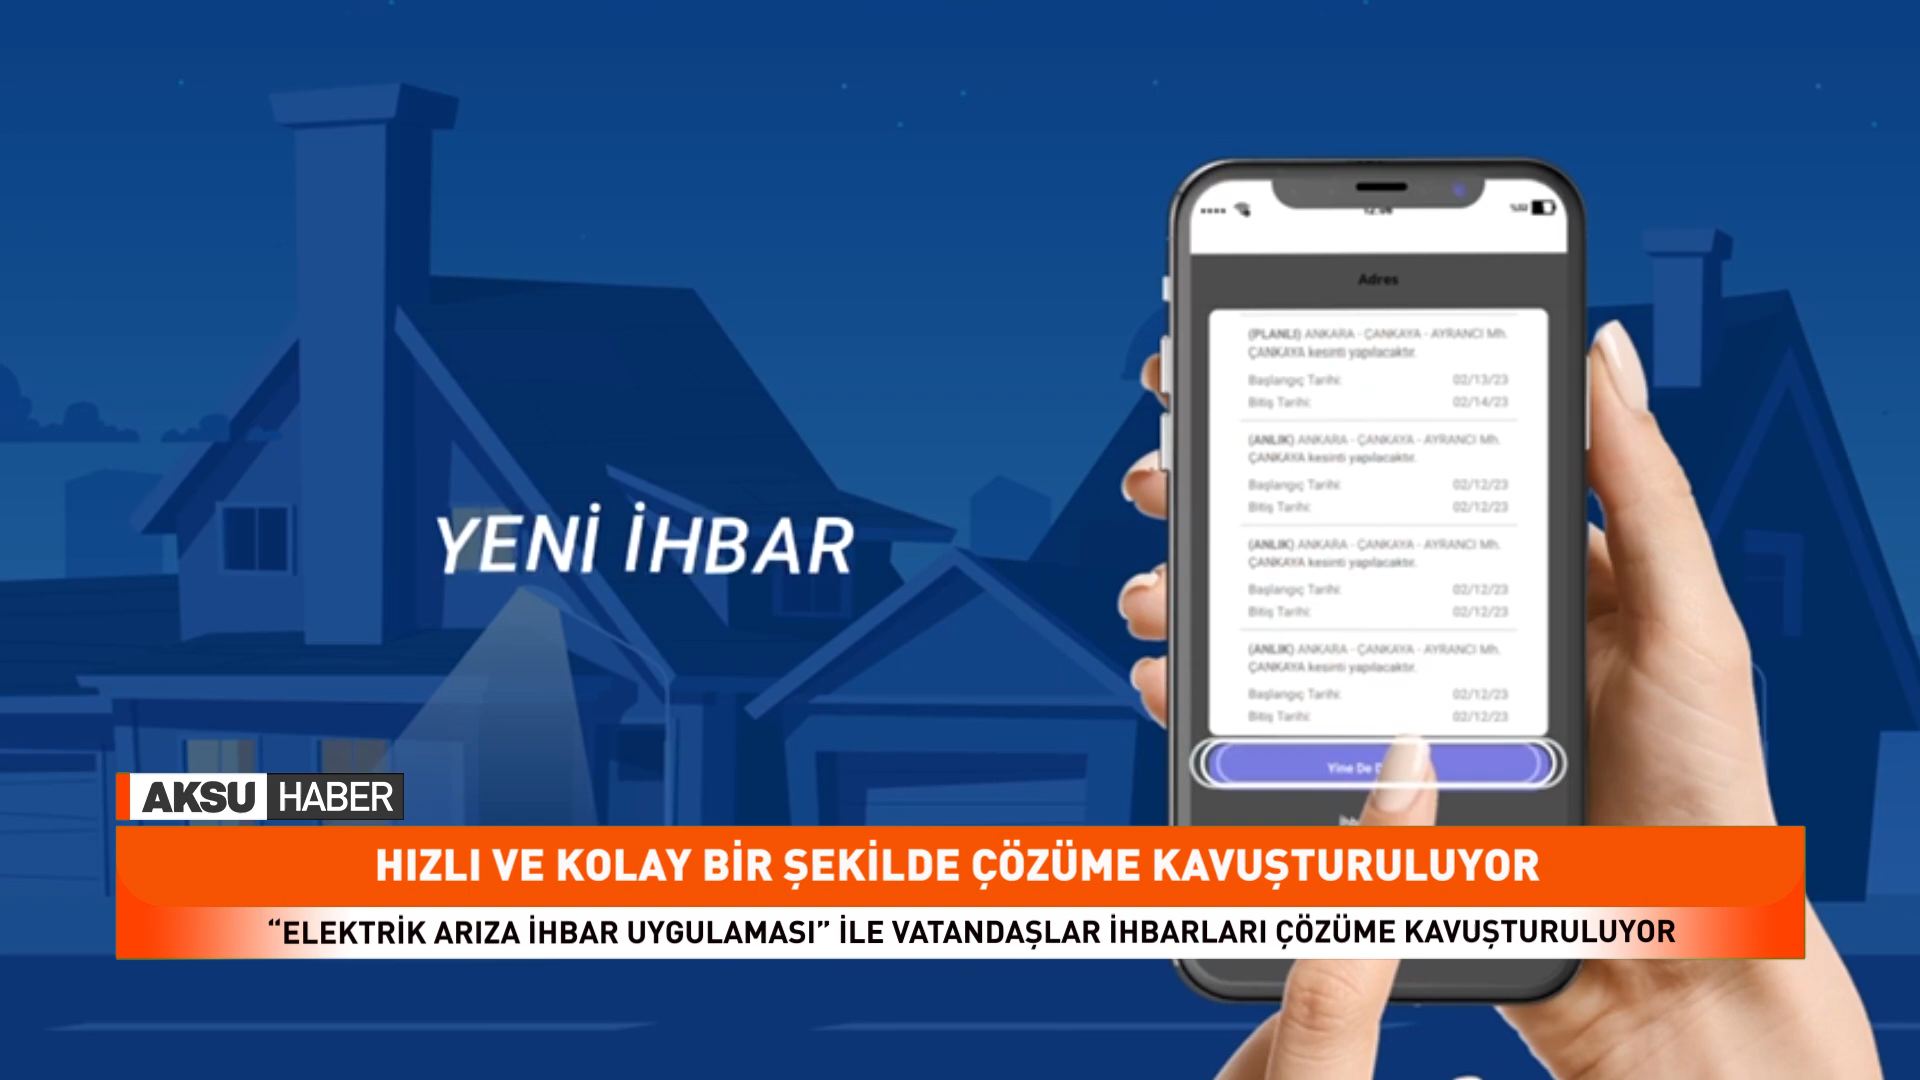 12:06
Adres
(PLANLI) ANKARA - ÇANKAYA - AYRANCI Mh.
ÇANKAYA kesinti yapılacaktır.
Başlangıç Tarihi: 02/13/23
Bitiş Tarihi: 02/14/23
(ANLIK) ANKARA - ÇANKAYA - AYRANCI Mh.
ÇANKAYA kesinti yapılacaktır.
Başlangıç Tarihi: 02/12/23
Bitiş Tarihi: 02/12/23
(ANLIK) ANKARA - ÇANKAYA - AYRANCI Mh.
ÇANKAYA kesinti yapılacaktır.
Başlangıç Tarihi: 02/12/23
Bitiş Tarihi: 02/12/23
(ANLIK) ANKARA - ÇANKAYA - AYRANCI Mh.
ÇANKAYA kesinti yapılacaktır.
Başlangıç Tarihi: 02/12/23
Bitiş Tarihi: 02/12/23
Yine De
YENİ İHBAR
AKSU HABER
HIZLI VE KOLAY BİR ŞEKİLDE ÇÖZÜME KAVUŞTURULUYOR
“ELEKTRİK ARIZA İHBAR UYGULAMASI” İLE VATANDAŞLAR İHBARLARI ÇÖZÜME KAVUŞTURULUYOR